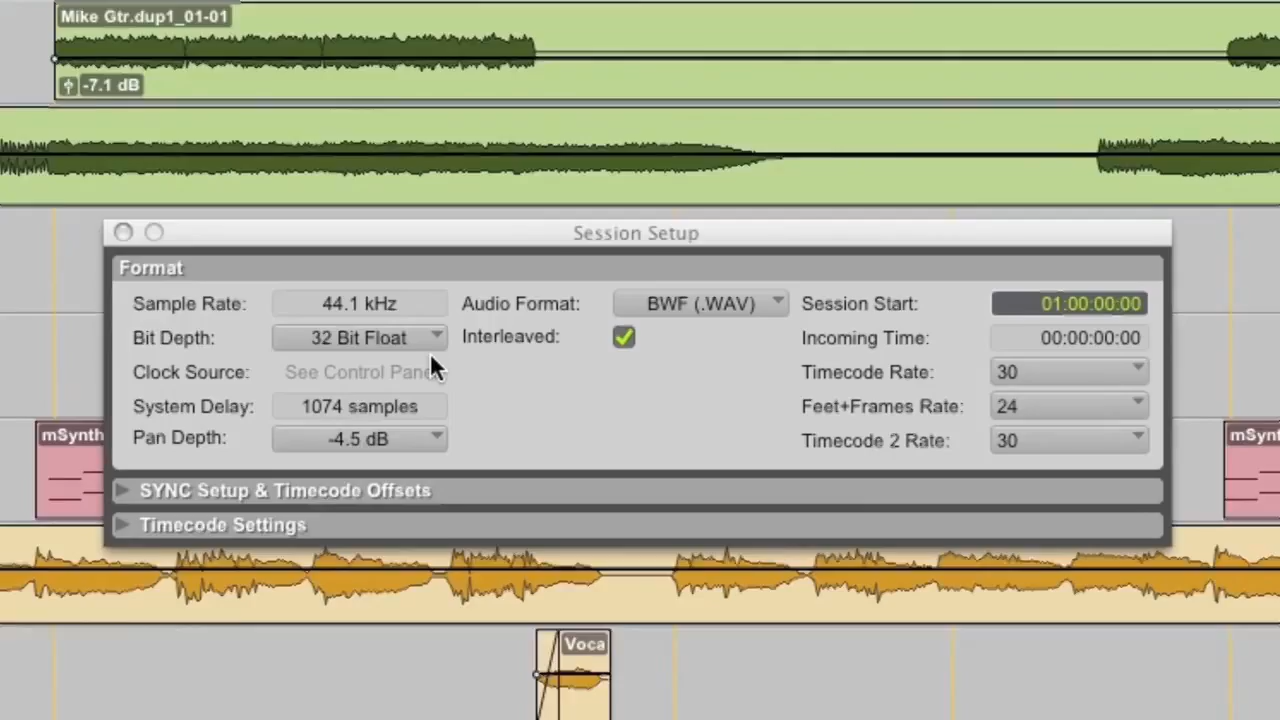 Mike Gtr.dup1_01-01
-7.1 dB
Session Setup
Format
Sample Rate: 44.1 kHz Audio Format: BWF (.WAV) Session Start: 01:00:00:00
Bit Depth: 32 Bit Float Interleaved: Incoming Time: 00:00:00:00
Clock Source: See Control Pane Timecode Rate: 30
System Delay: 1074 samples Feet+Frames Rate: 24
Pan Depth: -4.5 dB Timecode 2 Rate: 30
mSynth mSynt
SYNC Setup & Timecode Offsets
Timecode Settings
Voca